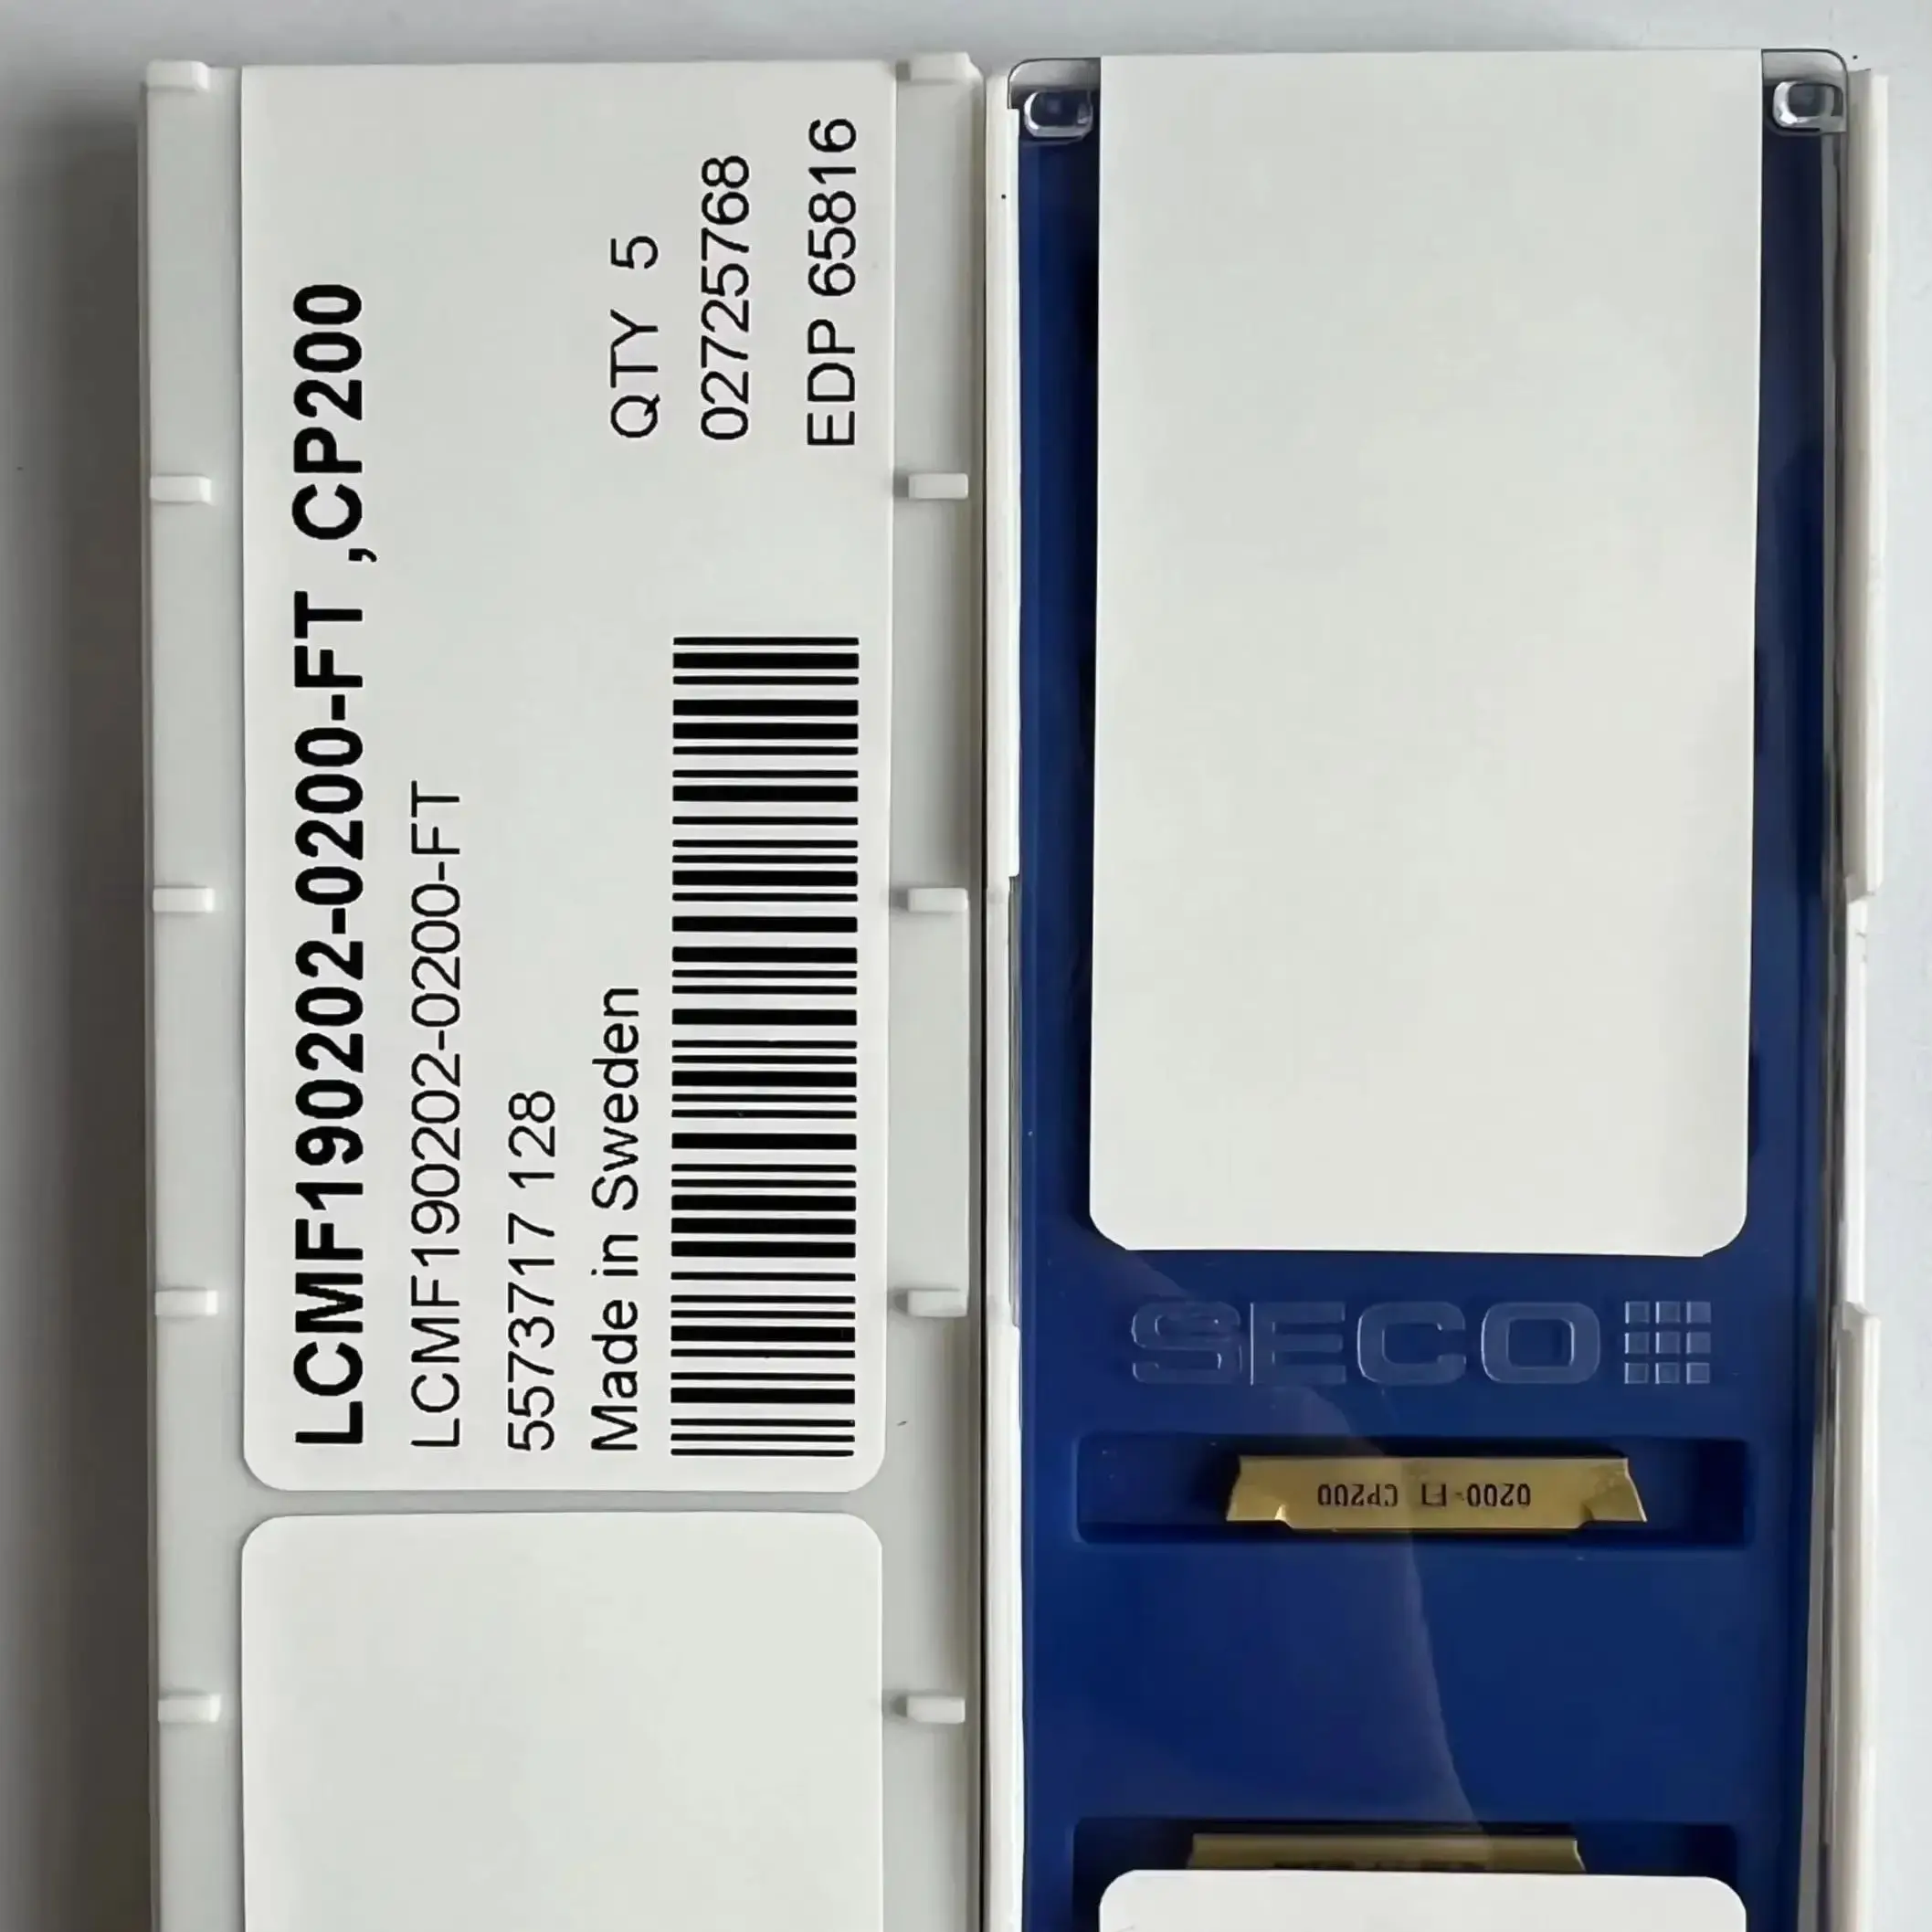 LCMF190202-0200-FT ,CP200
LCMF190202-0200-FT
5573717 128
Made in Sweden
QTY 5
02725768
EDP 65816
SECO
0200-FT CP200